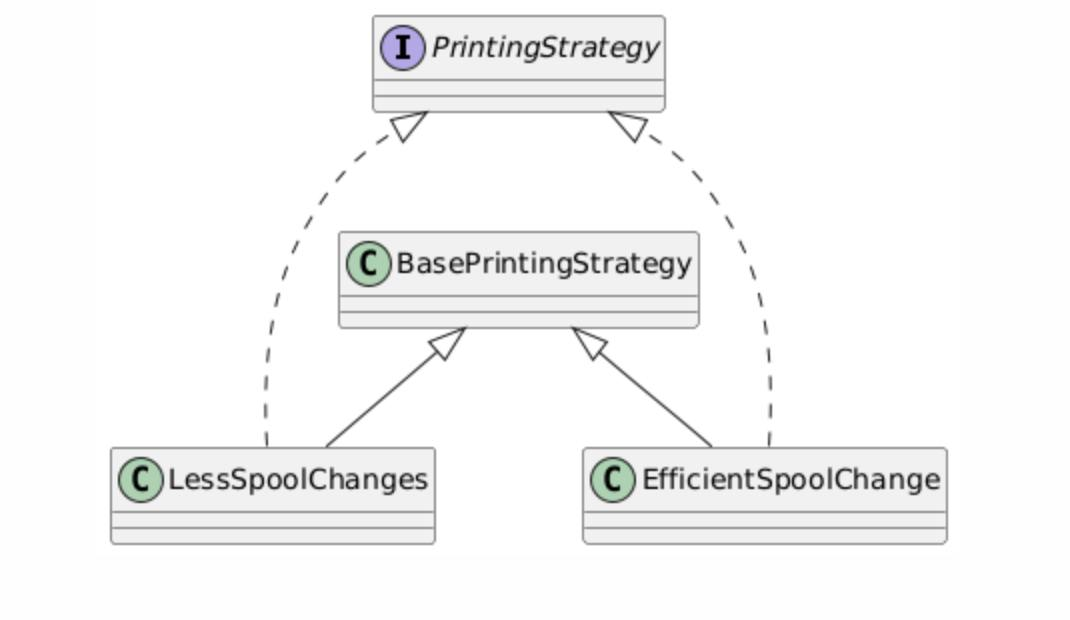 I PrintingStrategy
C BasePrintingStrategy
C LessSpoolChanges
C EfficientSpoolChange